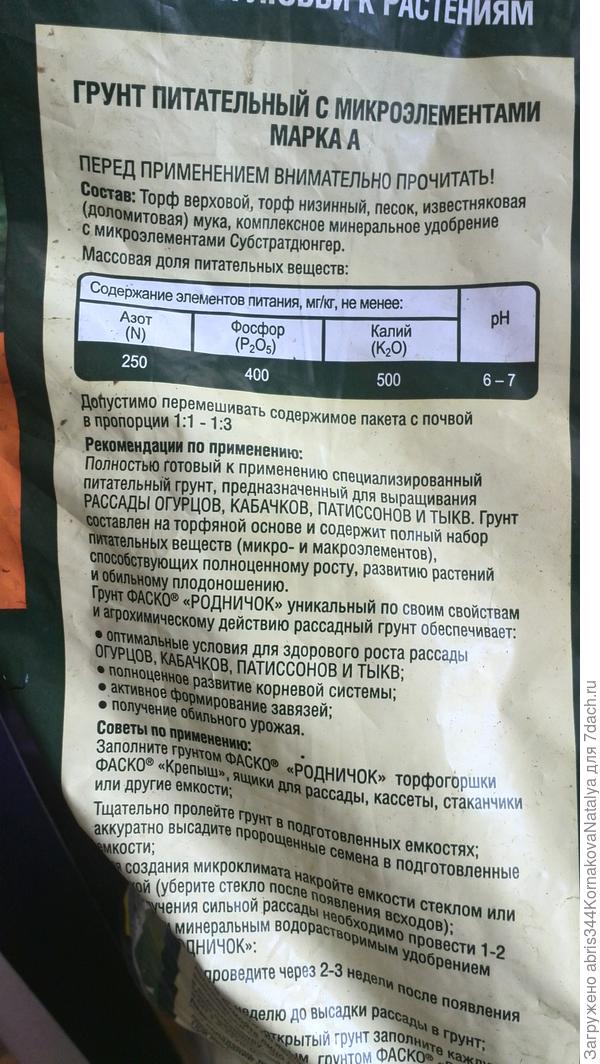 К РАСТЕНИЯМ
ГРУНТ ПИТАТЕЛЬНЫЙ С МИКРОЭЛЕМЕНТАМИ
МАРКА А
ПЕРЕД ПРИМЕНЕНИЕМ ВНИМАТЕЛЬНО ПРОЧИТАТЬ!
Состав: Торф верховой, торф низинный, песок, известняковая
(доломитовая) мука, комплексное минеральное удобрение
с микроэлементами Субстратдюнгер.
Массовая доля питательных веществ:
Содержание элементов питания, мг/кг, не менее:
pH
Азот
(N)
Фосфор
(P₂O₅)
Калий
(K₂O)
250
400
500
6 – 7
Допустимо перемешивать содержимое пакета с почвой
в пропорции 1:1 - 1:3
Рекомендации по применению:
Полностью готовый к применению специализированный
питательный грунт, предназначенный для выращивания
РАССАДЫ ОГУРЦОВ, КАБАЧКОВ, ПАТИССОНОВ И ТЫКВ. Грунт
составлен на торфяной основе и содержит полный набор
питательных веществ (микро- и макроэлементов),
способствующих полноценному росту, развитию растений
и обильному плодоношению.
Грунт ФАСКО® «РОДНИЧОК» уникальный по своим свойствам
и агрохимическому действию рассадный грунт обеспечивает:
• оптимальные условия для здорового роста рассады
ОГУРЦОВ, КАБАЧКОВ, ПАТИССОНОВ И ТЫКВ;
• полноценное развитие корневой системы;
• активное формирование завязей;
• получение обильного урожая.
Советы по применению:
Заполните грунтом ФАСКО® «РОДНИЧОК» торфогоршки
ФАСКО® «Крепыш», ящики для рассады, кассеты, стаканчики
или другие емкости;
Тщательно пролейте грунт в подготовленных емкостях;
аккуратно высадите пророщенные семена в подготовленные
емкости;
создания микроклимата накройте емкости стеклом или
(уберите стекло после появления всходов);
сильной рассады необходимо провести 1-2
минеральным водорастворимым удобрением
проведите через 2-3 недели после появления
до высадки рассады в грунт;
грунт заполните
грунтом ФАСКО®
Загружено abris344KornakovaNatalya для 7dach.ru